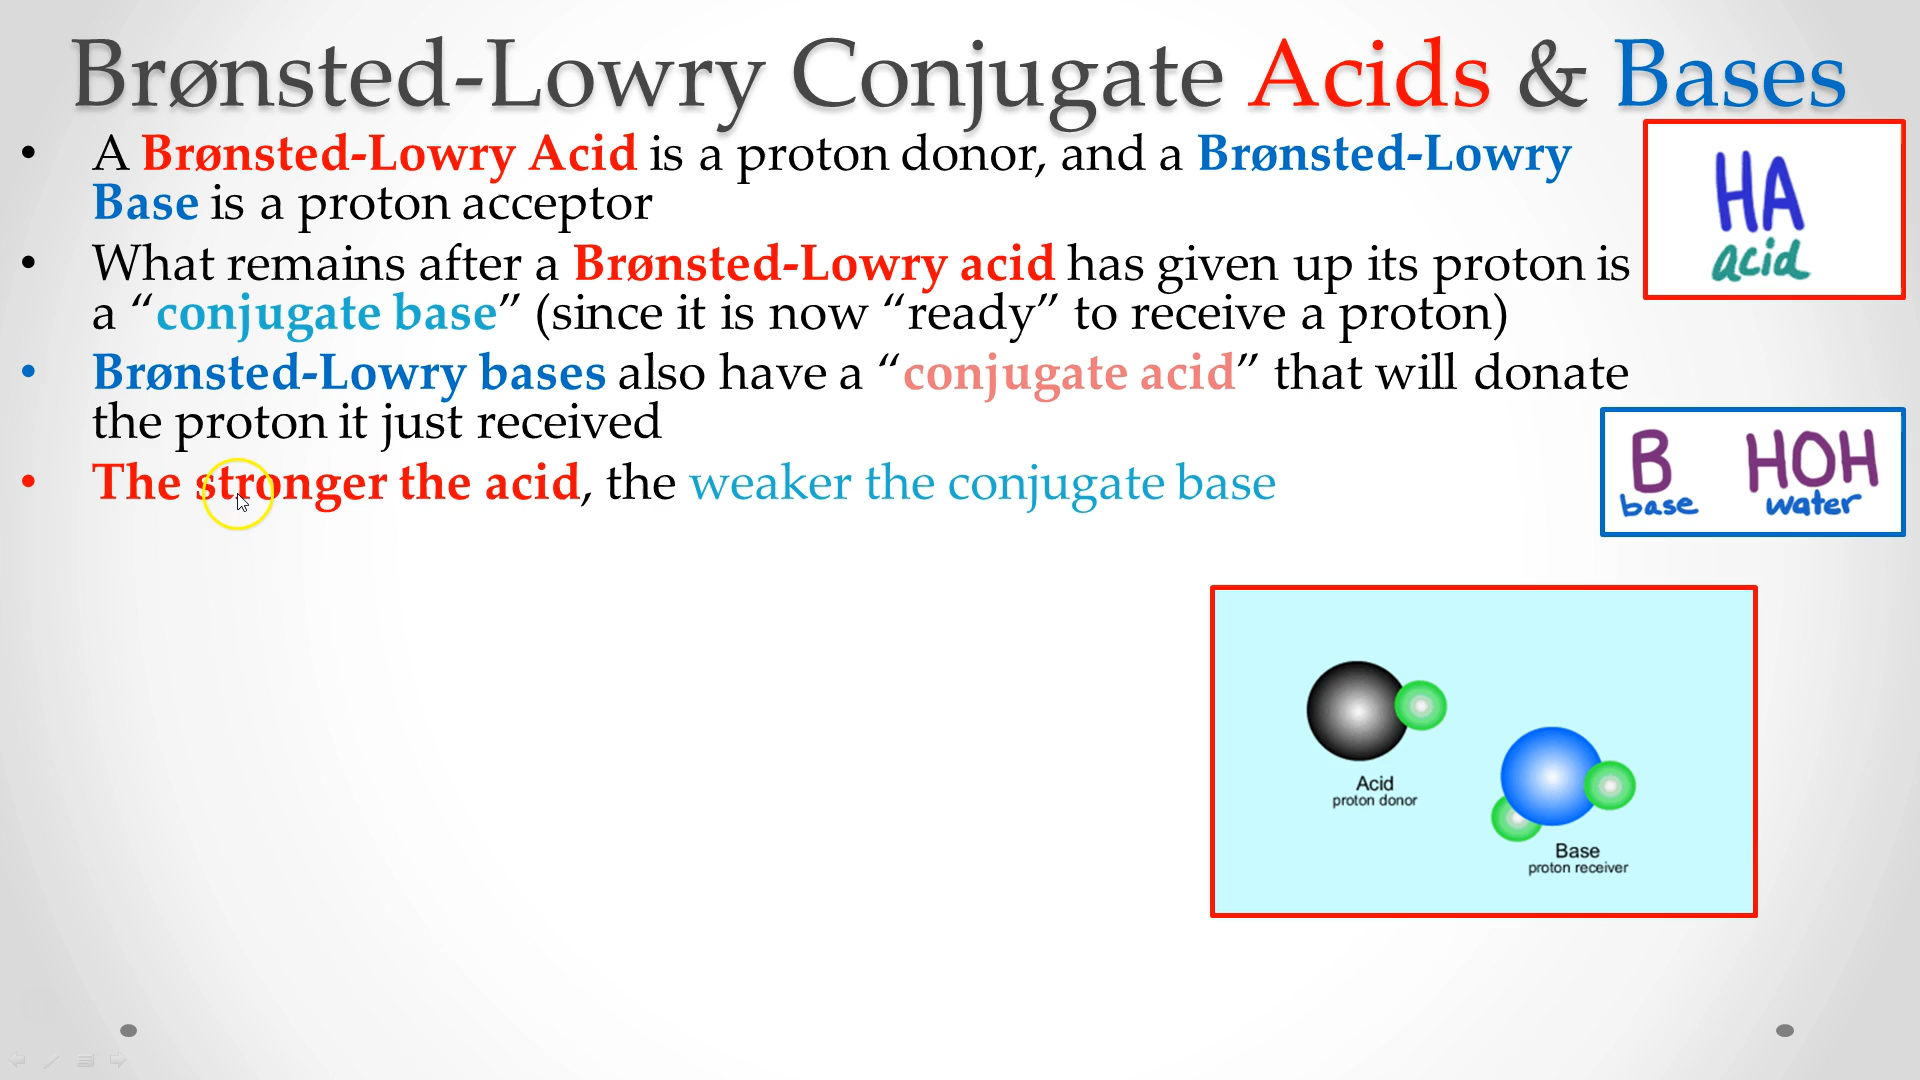 Brønsted-Lowry Conjugate Acids & Bases
• A Brønsted-Lowry Acid is a proton donor, and a Brønsted-Lowry
Base is a proton acceptor
• What remains after a Brønsted-Lowry acid has given up its proton is
a “conjugate base” (since it is now “ready” to receive a proton)
• Brønsted-Lowry bases also have a “conjugate acid” that will donate
the proton it just received
• The stronger the acid, the weaker the conjugate base
HA
acid
B HOH
base water
Acid
proton donor
Base
proton receiver